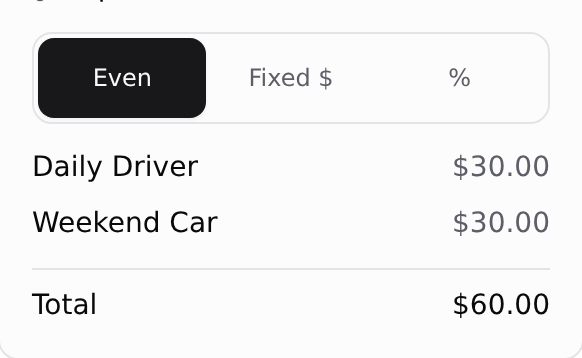 Even Fixed $ %
Daily Driver $30.00
Weekend Car $30.00
Total $60.00